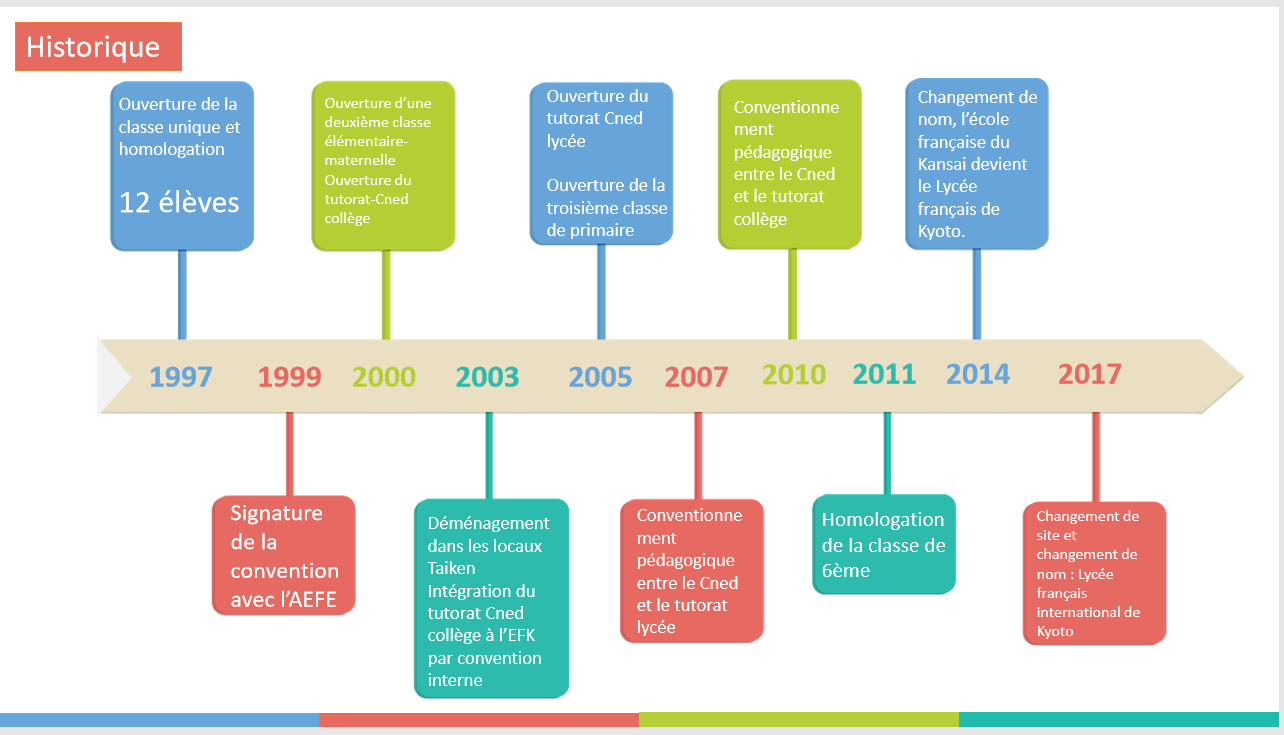 Historique
Ouverture de la
classe unique et
homologation
12 élèves
Ouverture d’une
deuxième classe
élémentaire-
maternelle
Ouverture du
tutorat-Cned
collège
Ouverture du
tutorat Cned
lycée
Ouverture de la
troisième classe
de primaire
Conventionne
ment
pédagogique
entre le Cned
et le tutorat
collège
Changement de
nom, l’école
française du
Kansai devient
le Lycée
français de
Kyoto.
1997 1999 2000 2003 2005 2007 2010 2011 2014 2017
Signature
de la
convention
avec l’AEFE
Déménagement
dans les locaux
Taiken
Intégration du
tutorat Cned
collège à l’EFK
par convention
interne
Conventionne
ment
pédagogique
entre le Cned
et le tutorat
lycée
Homologation
de la classe de
6ème
Changement de
site et
changement de
nom : Lycée
français
international de
Kyoto